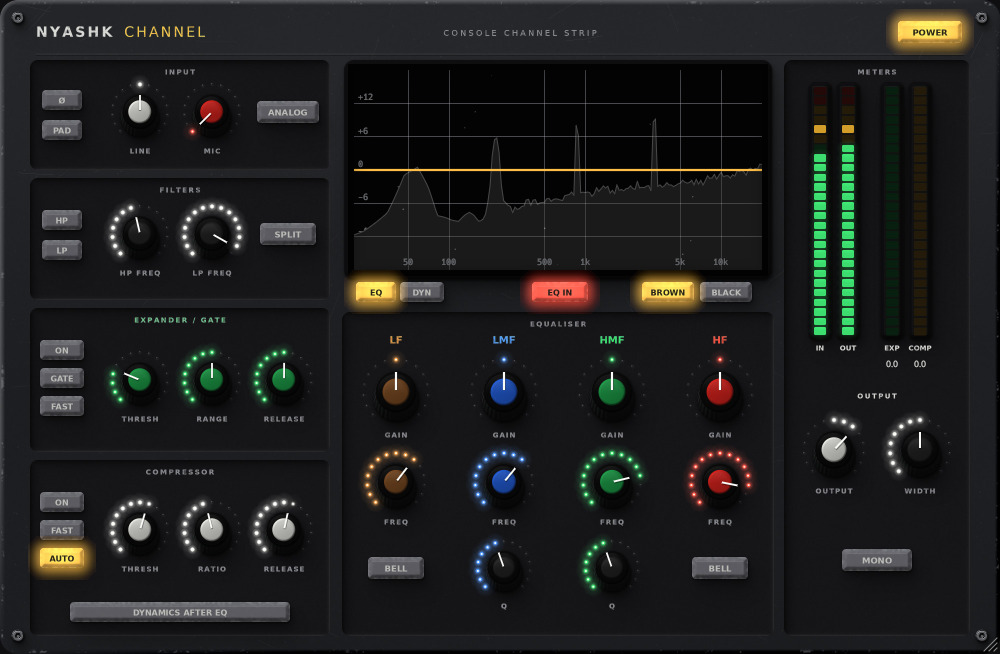 NYASHK CHANNEL
CONSOLE CHANNEL STRIP
POWER
INPUT
Ø
PAD
LINE
MIC
ANALOG
FILTERS
HP
LP
HP FREQ
LP FREQ
SPLIT
EXPANDER / GATE
ON
GATE
FAST
THRESH
RANGE
RELEASE
COMPRESSOR
ON
FAST
AUTO
THRESH
RATIO
RELEASE
DYNAMICS AFTER EQ
+12
+6
0
−6
50 100 500 1k 5k 10k
EQ
DYN
EQ IN
BROWN
BLACK
EQUALISER
LF LMF HMF HF
GAIN GAIN GAIN GAIN
FREQ FREQ FREQ FREQ
BELL
Q
Q
BELL
METERS
IN OUT EXP COMP
0.0 0.0
OUTPUT
OUTPUT WIDTH
MONO